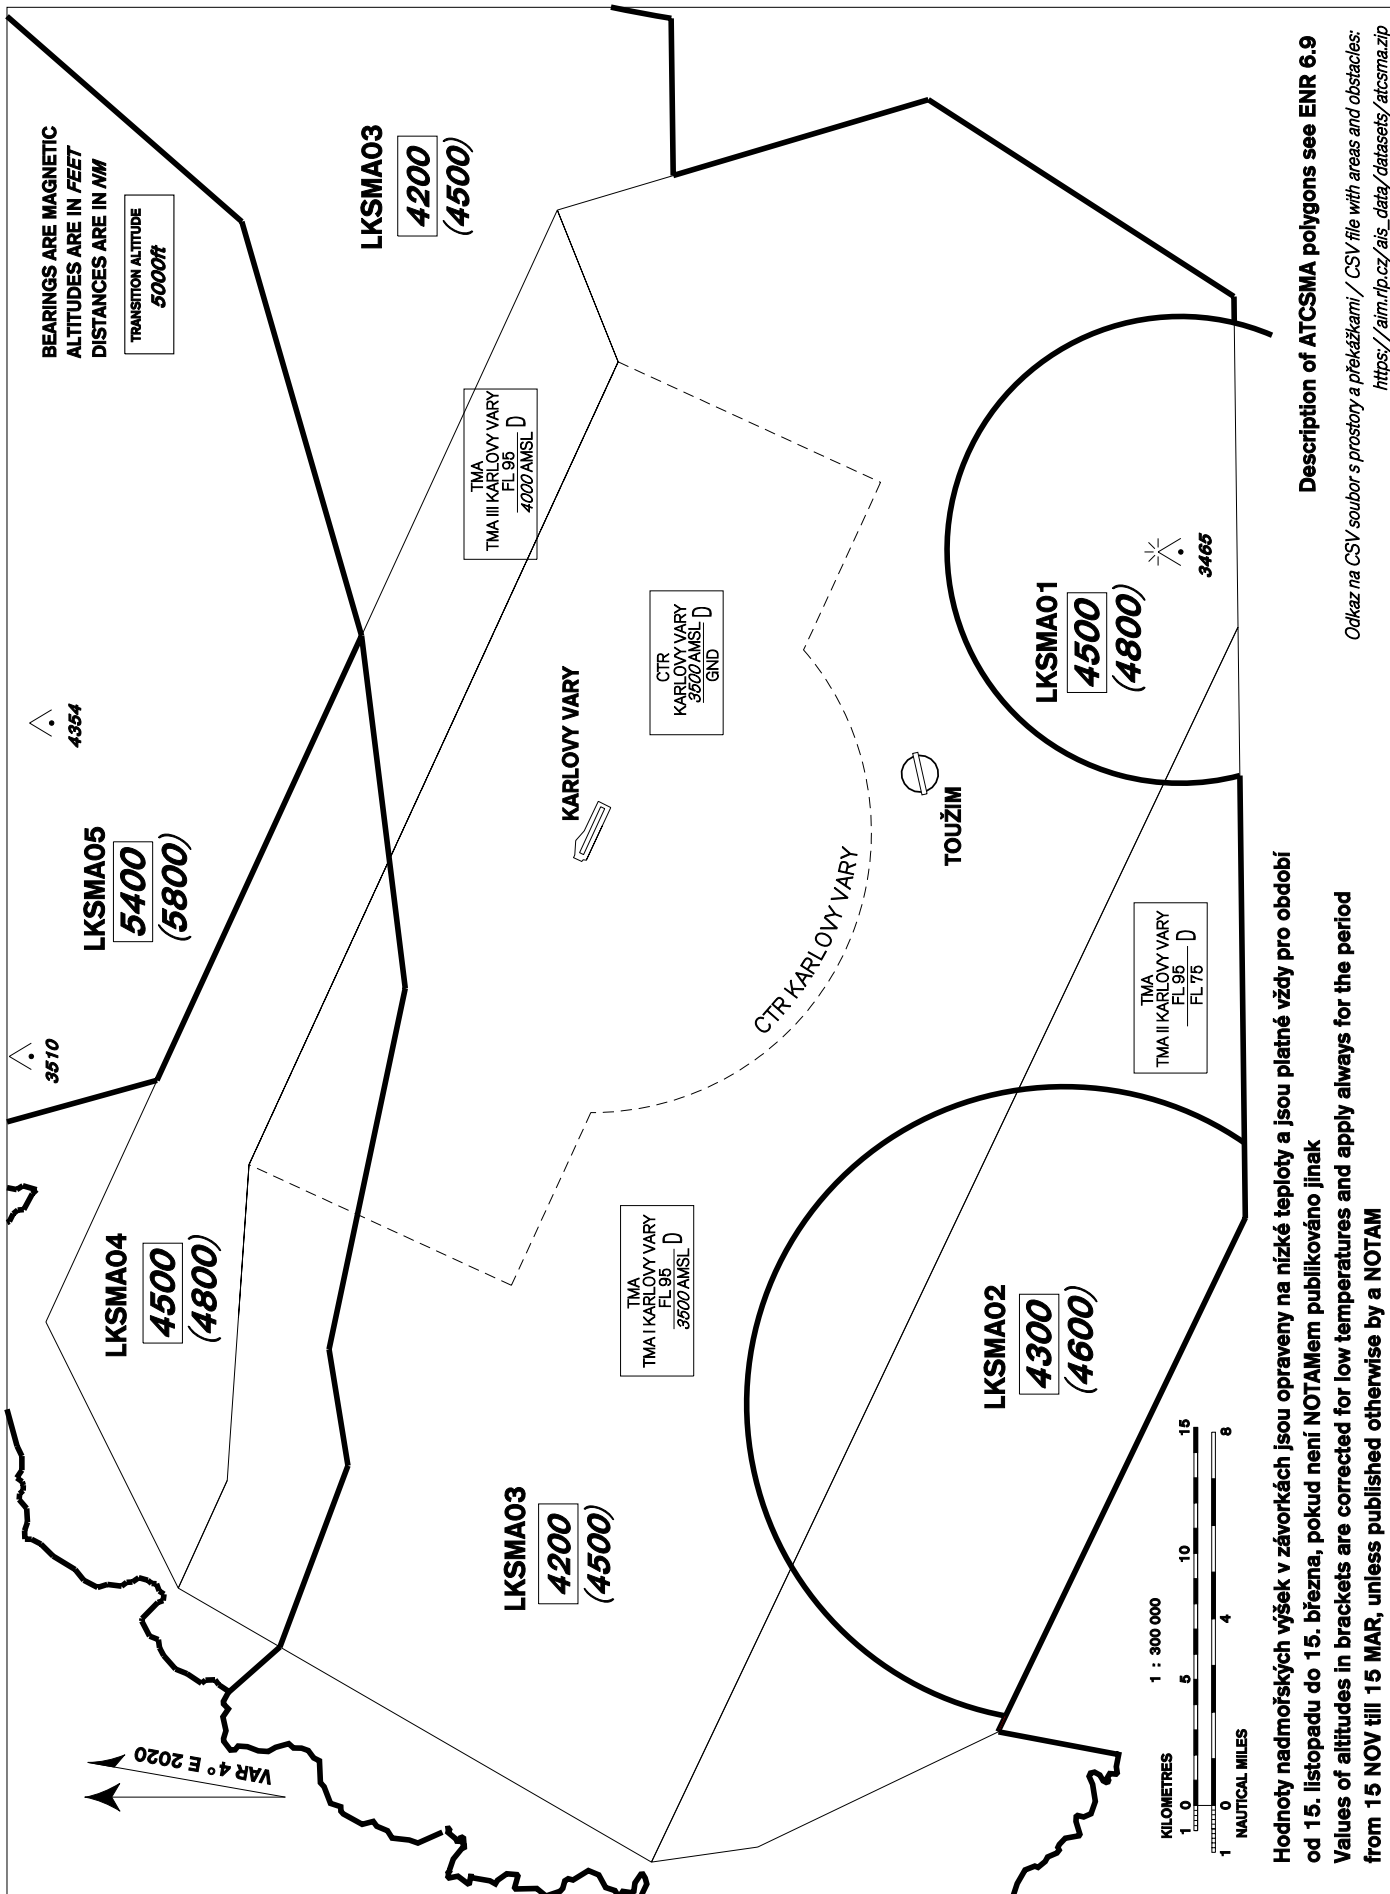 BEARINGS ARE MAGNETIC
ALTITUDES ARE IN FEET
DISTANCES ARE IN NM
TRANSITION ALTITUDE
5000ft
VAR 4° E 2020
3510
4354
LKSMA05
5400
(5800)
LKSMA04
4500
(4800)
LKSMA03
4200
(4500)
TMA
TMA III KARLOVY VARY
FL 95
4000 AMSL
D
KARLOVY VARY
CTR
KARLOVY VARY
3500 AMSL
GND
D
LKSMA03
4200
(4500)
TMA
TMA I KARLOVY VARY
FL 95
3500 AMSL
D
CTR KARLOVY VARY
TOUŽIM
LKSMA02
4300
(4600)
LKSMA01
4500
(4800)
3465
TMA
TMA II KARLOVY VARY
FL 95
FL 75
D
1 : 300 000
KILOMETRES
1 0 5 10 15
1 0 4 8
NAUTICAL MILES
Description of ATCSMA polygons see ENR 6.9
Odkaz na CSV soubor s prostory a překážkami / CSV file with areas and obstacles:
https://aim.rlp.cz/ais_data/datasets/atcsma.zip
Hodnoty nadmořských výšek v závorkách jsou opraveny na nízké teploty a jsou platné vždy pro období
od 15. listopadu do 15. března, pokud není NOTAMem publikováno jinak
Values of altitudes in brackets are corrected for low temperatures and apply always for the period
from 15 NOV till 15 MAR, unless published otherwise by a NOTAM